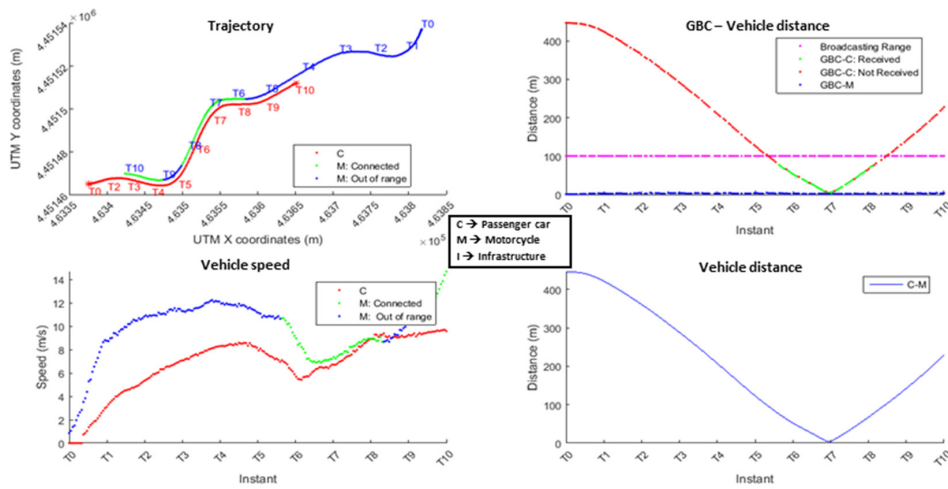 Trajectory
4.45154 × 10⁶
4.45152
4.4515
4.45148
4.45146
UTM Y coordinates (m)
T0
T1
T2
T3
T4
T5
T6
T7
T8
T9
T10
T10
T9
T8
T7
T6
T5
T4
T3
T2
T0
C
M: Connected
M: Out of range
4.6335
4.634
4.6345
4.635
4.6355
4.636
4.6365
4.637
4.6375
4.638
4.6385
× 10⁵
UTM X coordinates (m)
GBC – Vehicle distance
400
300
200
100
0
Distance (m)
Broadcasting Range
GBC-C: Received
GBC-C: Not Received
GBC-M
T0
T1
T2
T3
T4
T5
T6
T7
T8
T9
T10
Instant
C → Passenger car
M → Motorcycle
I → Infrastructure
Vehicle speed
14
12
10
8
6
4
2
0
Speed (m/s)
C
M: Connected
M: Out of range
T0
T1
T2
T3
T4
T5
T6
T7
T8
T9
T10
Instant
Vehicle distance
400
300
200
100
0
Distance (m)
C-M
T0
T1
T2
T3
T4
T5
T6
T7
T8
T9
T10
Instant